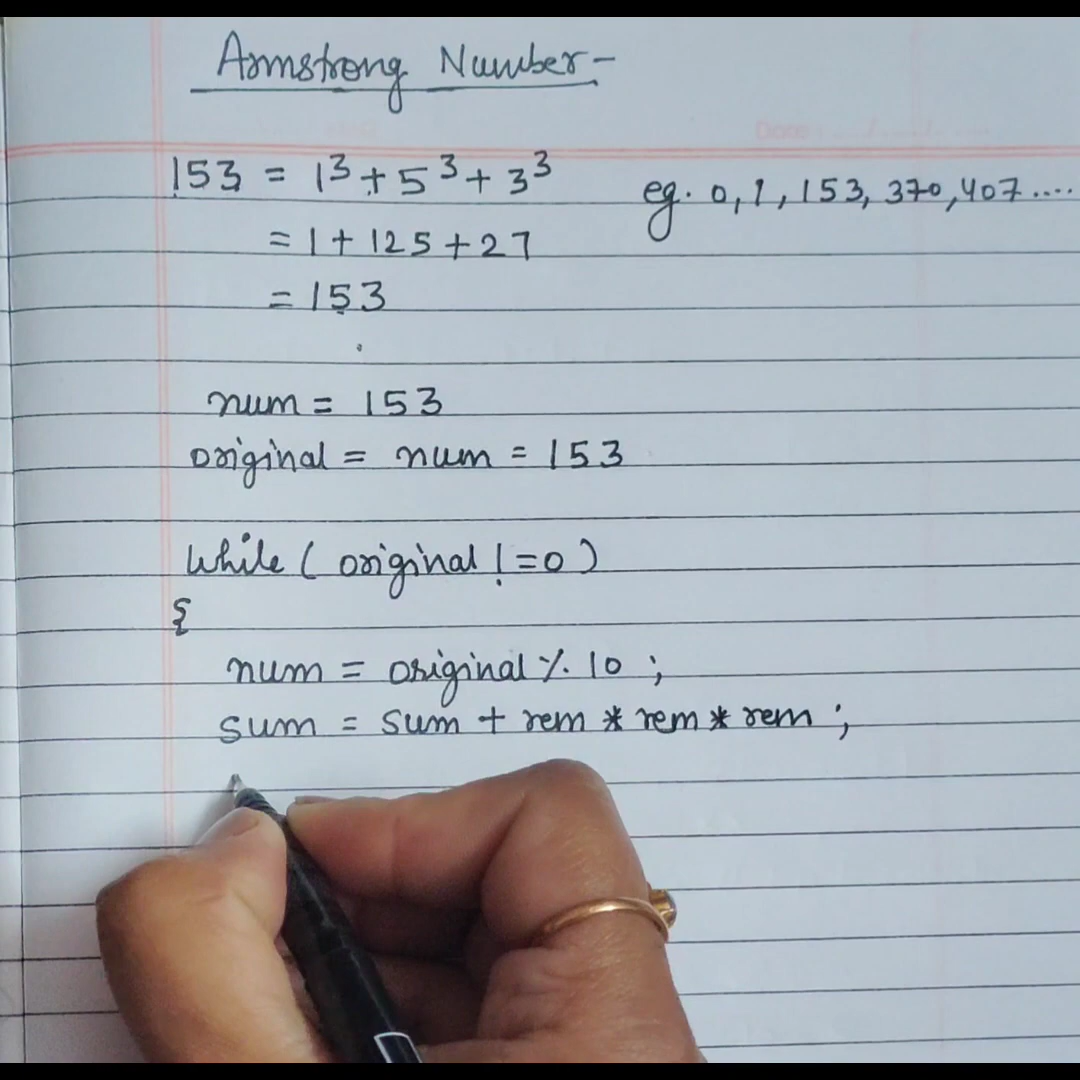 Armstrong Number-
Date
153 = 1³ + 5³ + 3³
eg. 0, 1, 153, 370, 407 ....
= 1 + 125 + 27
= 153
num = 153
original = num = 153
while ( original != 0 )
{
num = original % 10 ;
sum = sum + rem * rem * rem ;